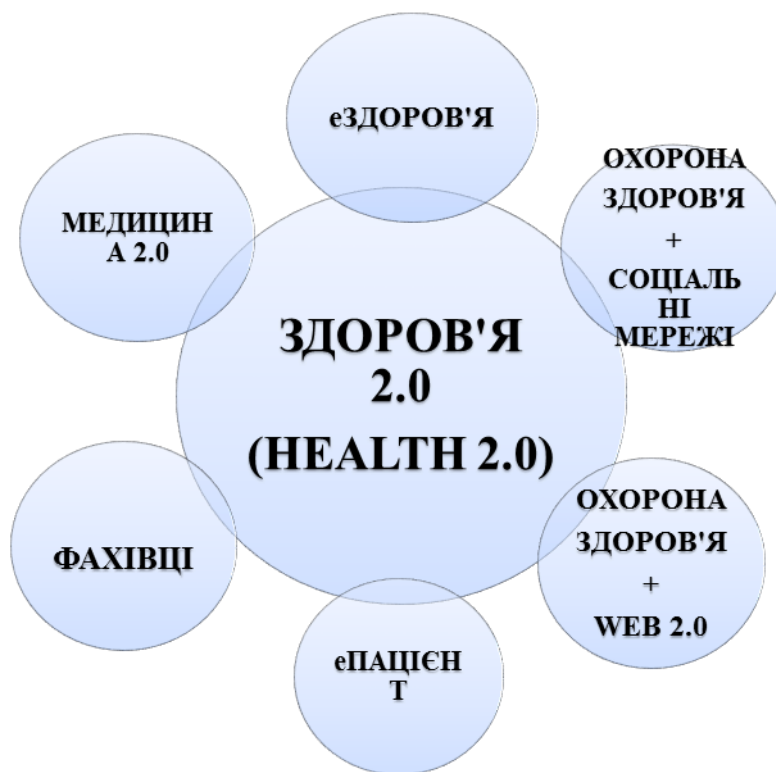 еЗДОРОВ'Я
ОХОРОНА
ЗДОРОВ'Я
+
СОЦІАЛЬ
НІ
МЕРЕЖІ
МЕДИЦИН
А 2.0
ЗДОРОВ'Я
2.0
(HEALTH 2.0)
ОХОРОНА
ЗДОРОВ'Я
+
WEB 2.0
ФАХІВЦІ
еПАЦІЄН
Т